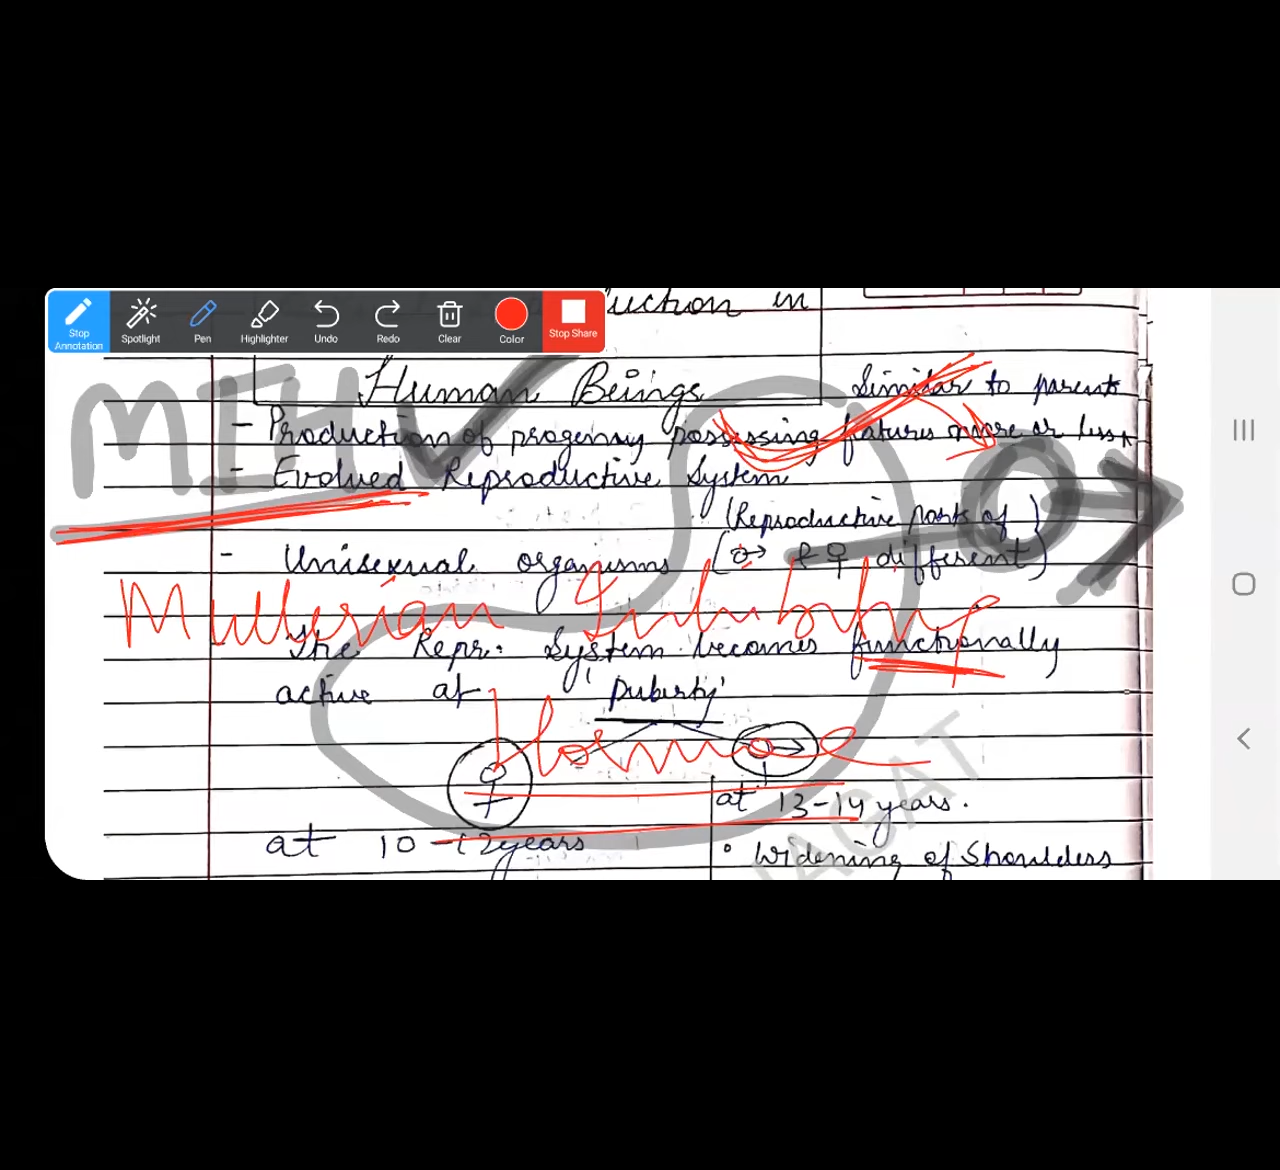 Stop Annotation Spotlight Pen Highlighter Undo Redo Clear Color Stop Share
uction in
Human Beings
Similar to parents
MIH
- Production of progeny possessing features more or less
- Evolved Reproductive System
(Reproductive parts of
- Unisexual organisms ♂ & ♀ different)
Mullerian Inhibiting
The Repr. System becomes functionally
active at 'Puberty'
Hormone
♀ ♂
at 13-14 years.
at 10-12 years
• Widening of Shoulders
JAGAT